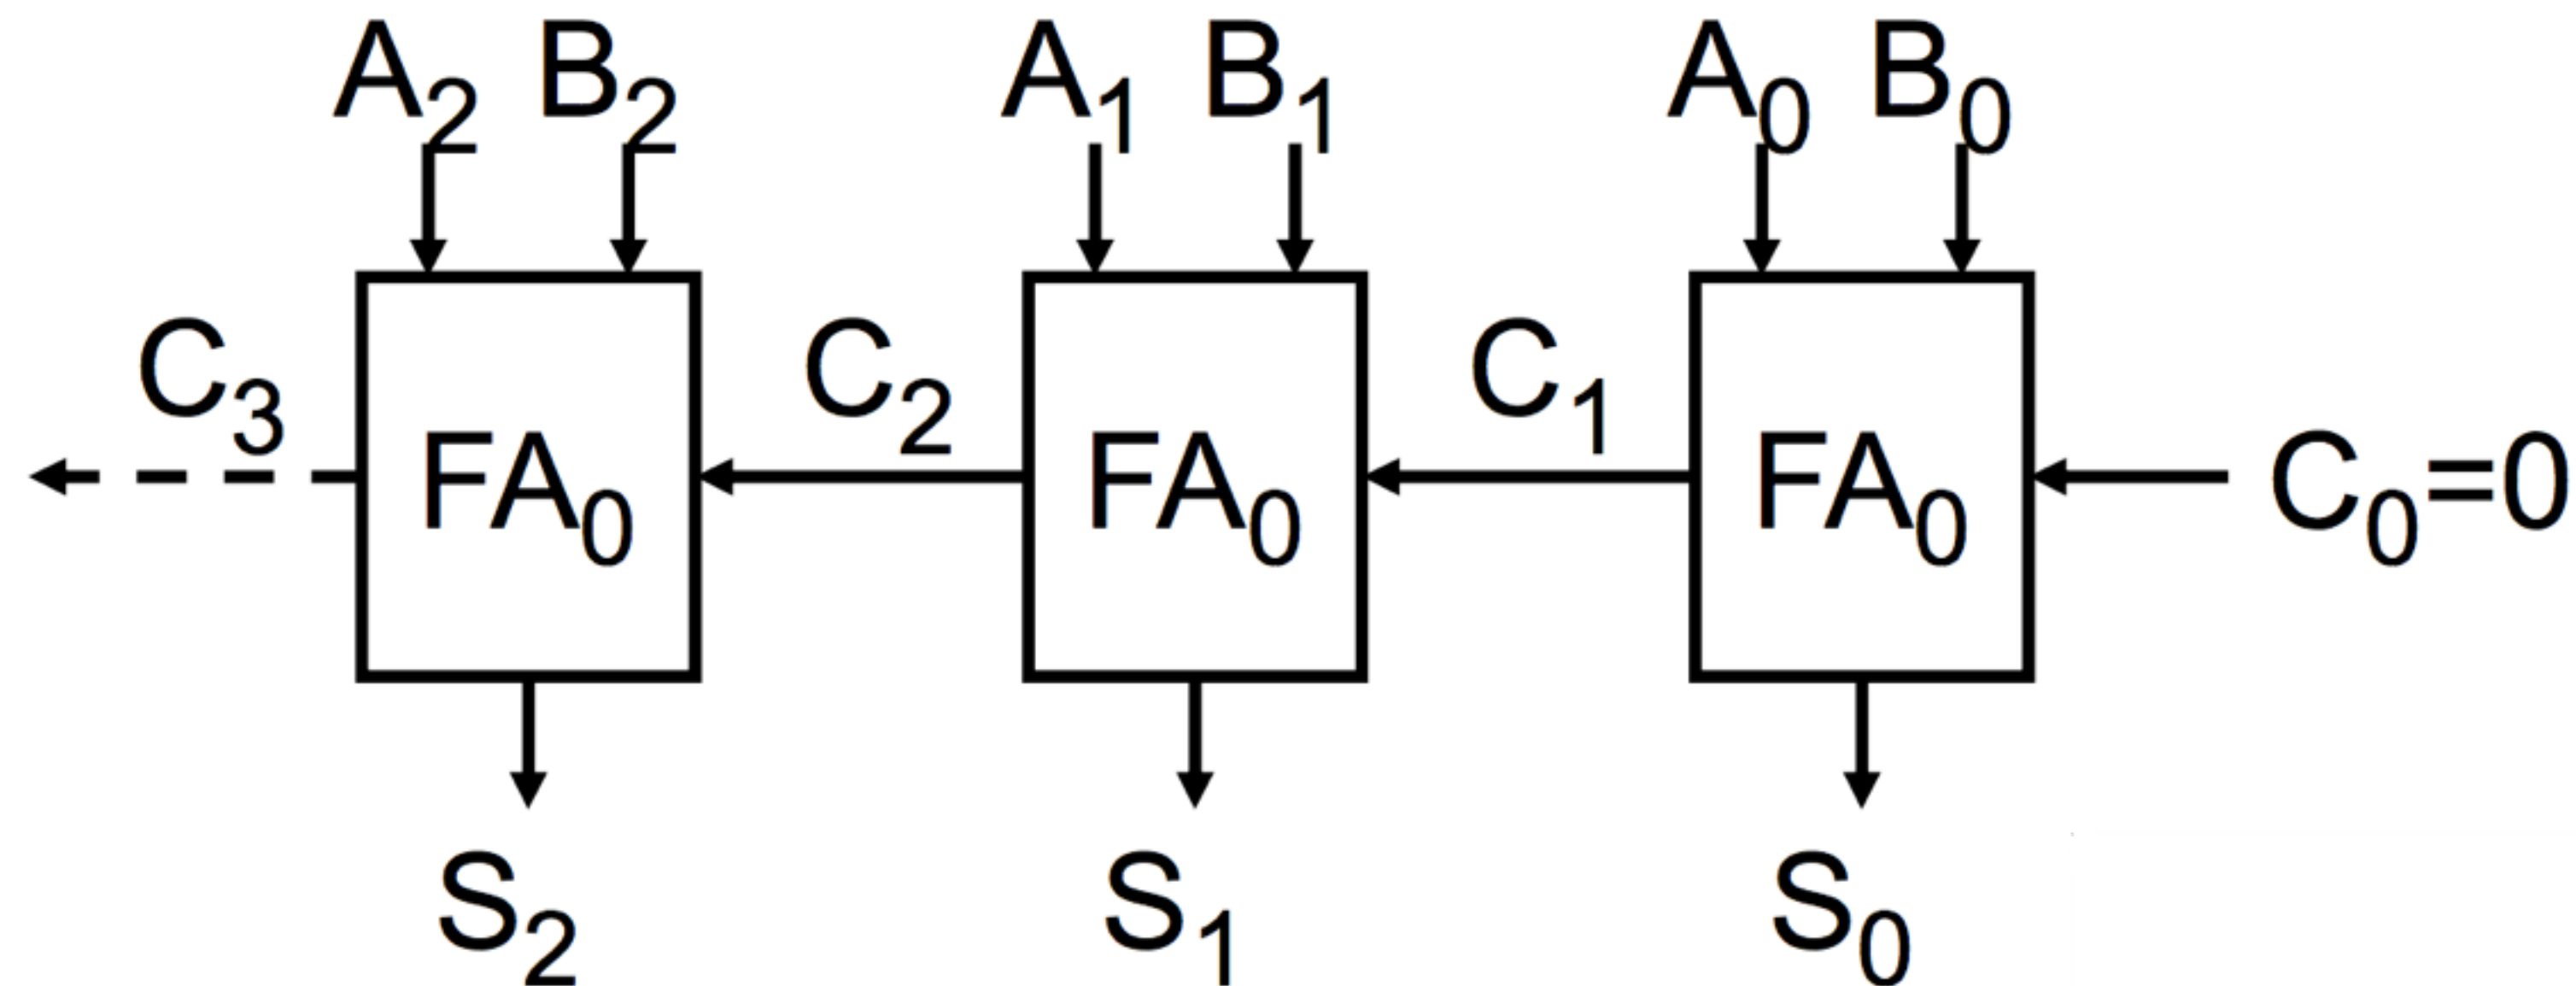 A₂ B₂ A₁ B₁ A₀ B₀
C₃ C₂ C₁
FA₀ FA₀ FA₀ C₀=0
S₂ S₁ S₀